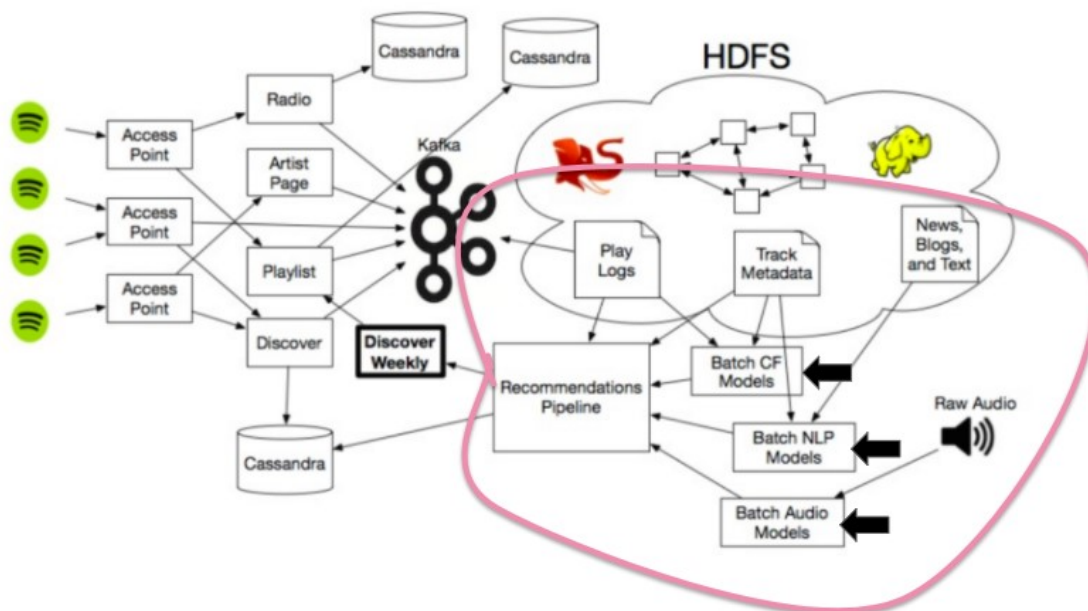 Cassandra
Cassandra
HDFS
Radio
Access
Point
Kafka
Artist
Page
News,
Blogs,
and Text
Access
Point
Play
Logs
Track
Metadata
Playlist
Access
Point
Discover
Discover
Weekly
Batch CF
Models
Recommendations
Pipeline
Raw Audio
Batch NLP
Models
Cassandra
Batch Audio
Models